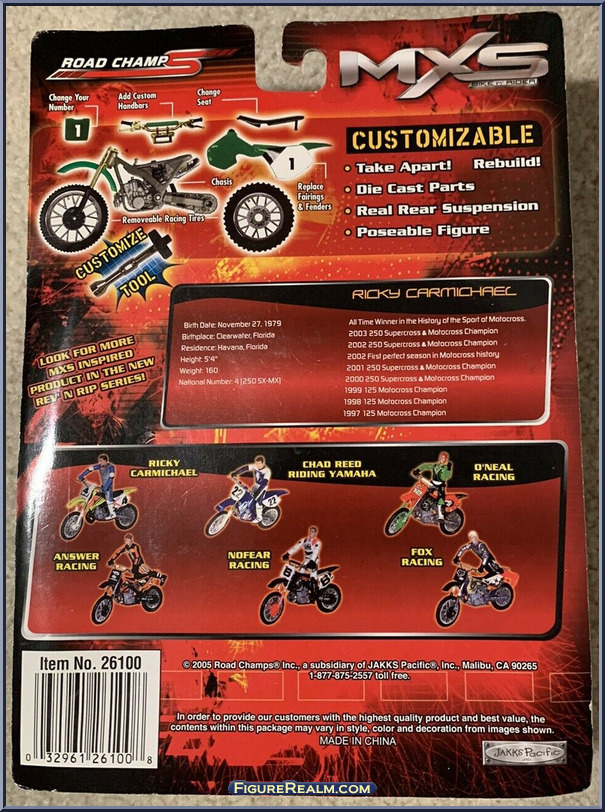 ROAD CHAMPS
MXS
BIKE N' RIDER
Change Your
Number
Add Custom
Handbars
Change
Seat
1
1
Chasis
Replace
Fairings
& Fenders
Removeable Racing Tires
CUSTOMIZE
TOOL
CUSTOMIZABLE
• Take Apart! Rebuild!
• Die Cast Parts
• Real Rear Suspension
• Poseable Figure
LOOK FOR MORE
MXS INSPIRED
PRODUCT IN THE NEW
REV N' RIP SERIES!
RICKY CARMICHAEL
Birth Date: November 27, 1979
Birthplace: Clearwater, Florida
Residence: Havana, Florida
Height: 5'4"
Weight: 160
National Number: 4 (250 SX-MX)
All Time Winner in the History of the Sport of Motocross.
2003 250 Supercross & Motocross Champion
2002 250 Supercross & Motocross Champion
2002 First perfect season in Motocross history
2001 250 Supercross & Motocross Champion
2000 250 Supercross & Motocross Champion
1999 125 Motocross Champion
1998 125 Motocross Champion
1997 125 Motocross Champion
RICKY
CARMICHAEL
CHAD REED
RIDING YAMAHA
O'NEAL
RACING
22
ANSWER
RACING
NOFEAR
RACING
FOX
RACING
Item No. 26100
0 32961 26100 8
© 2005 Road Champs® Inc., a subsidiary of JAKKS Pacific®, Inc., Malibu, CA 90265
1-877-875-2557 toll free.
In order to provide our customers with the highest quality product and best value, the
contents within this package may vary in style, color and decoration from images shown.
MADE IN CHINA
JAKKS Pacific
INC.
FigureRealm.com